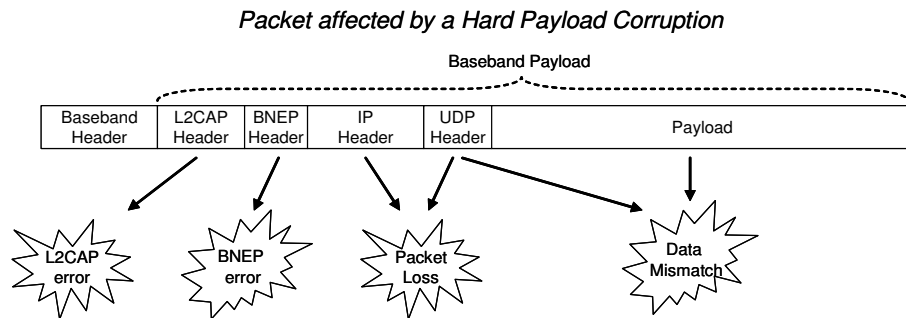 Packet affected by a Hard Payload Corruption
Baseband Payload
Baseband Header
L2CAP Header
BNEP Header
IP Header
UDP Header
Payload
L2CAP error
BNEP error
Packet Loss
Data Mismatch